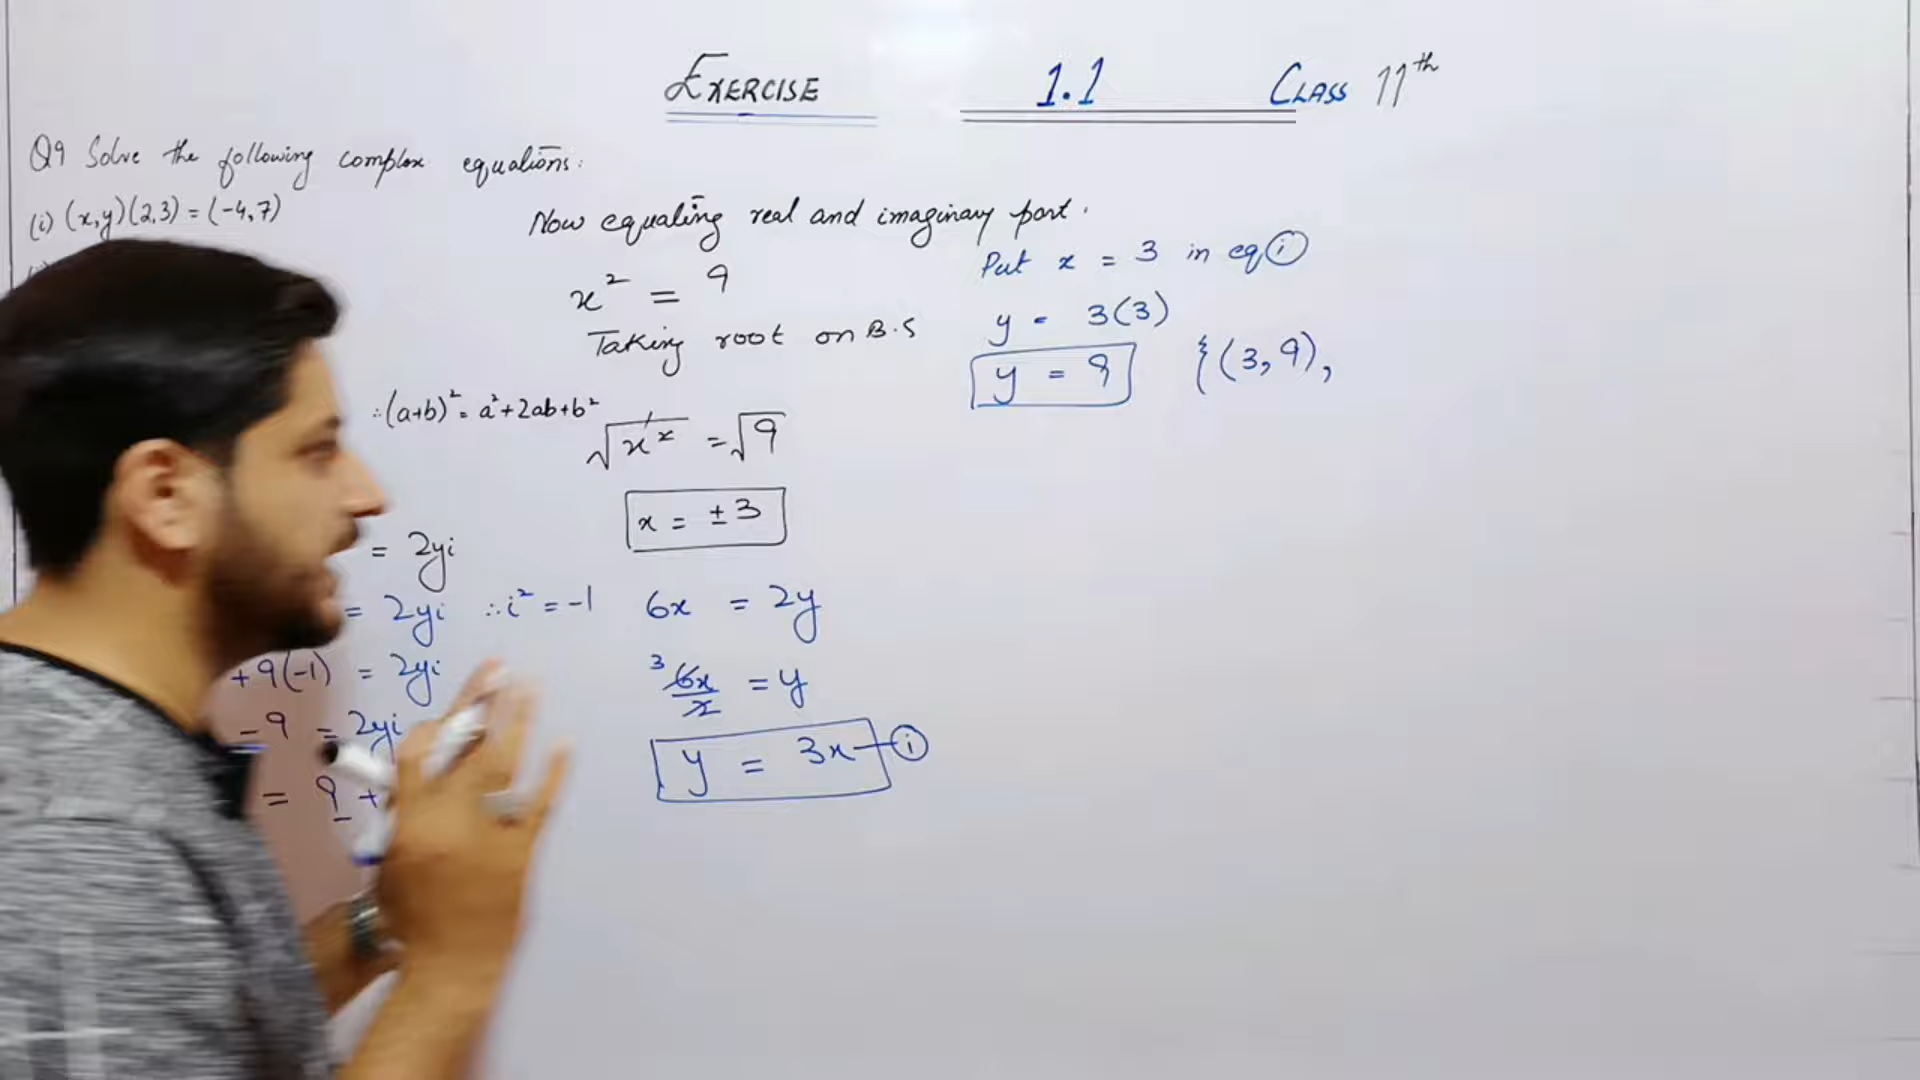 Exercise 1.1 Class 11th
Q9 Solve the following complex equations:
(i) (x,y)(2,3) = (-4,7)
∴(a+b)² = a²+2ab+b²
= 2yi
= 2yi ∴i² = -1
+9(-1) = 2yi
-9 = 2yi
= 9 +
Now equating real and imaginary part.
x² = 9
Taking root on B.S
√x² = √9
x = ±3
6x = 2y
3 6x/2 = y
y = 3x — (i)
Put x = 3 in eq (i)
y = 3(3)
y = 9 {(3,9),